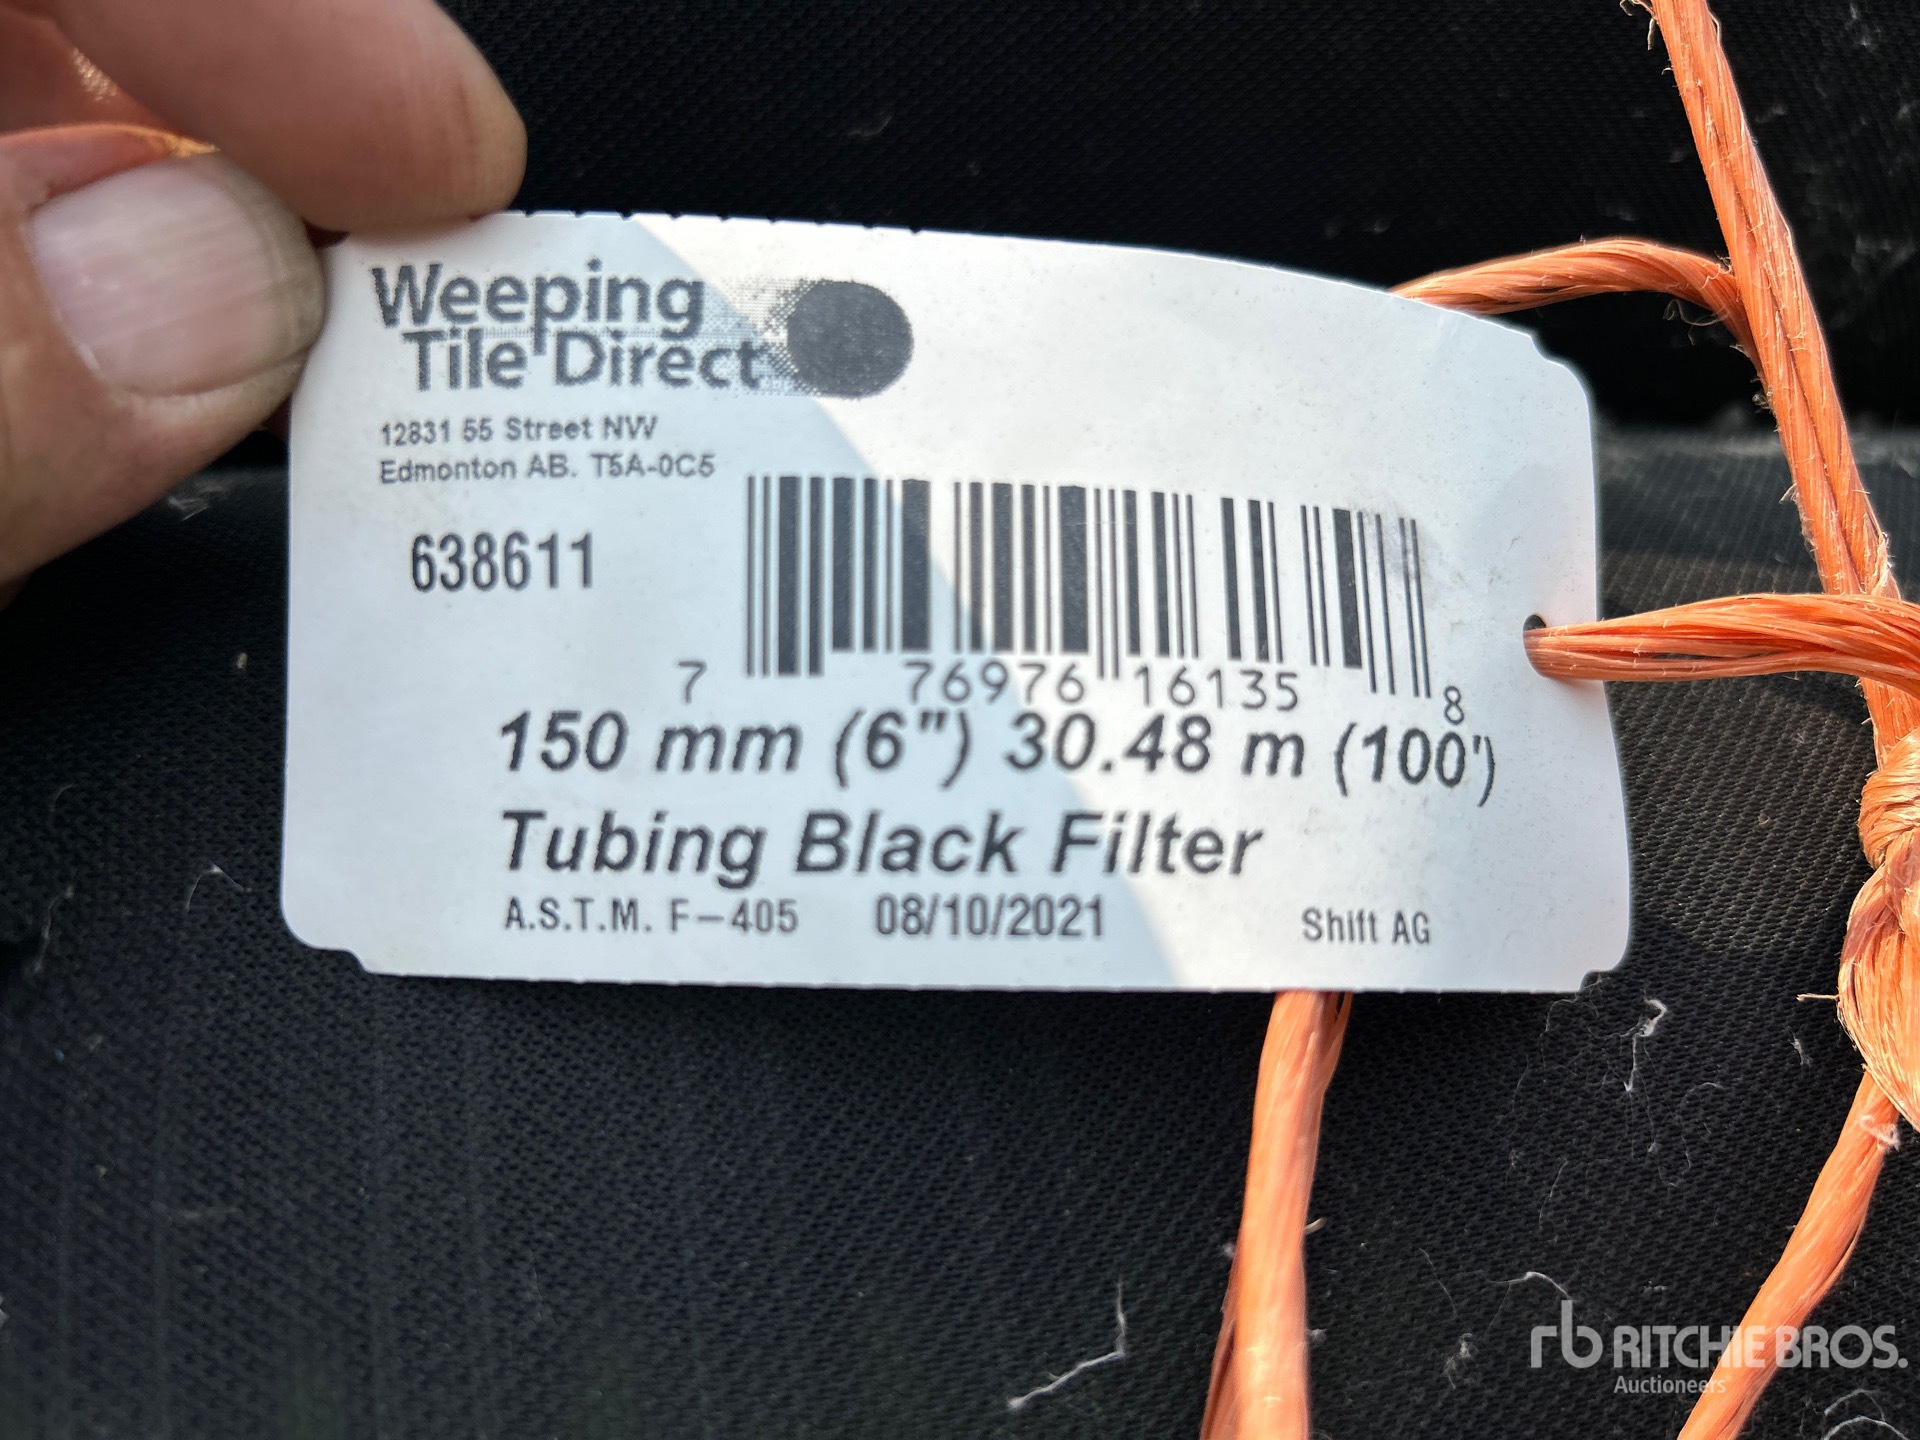 Weeping
Tile Direct
12831 55 Street NW
Edmonton AB. T5A-0C5
638611
7 76976 16135 8
150 mm (6") 30.48 m (100')
Tubing Black Filter
A.S.T.M. F-405 08/10/2021 Shift AG
rb RITCHIE BROS.
Auctioneers